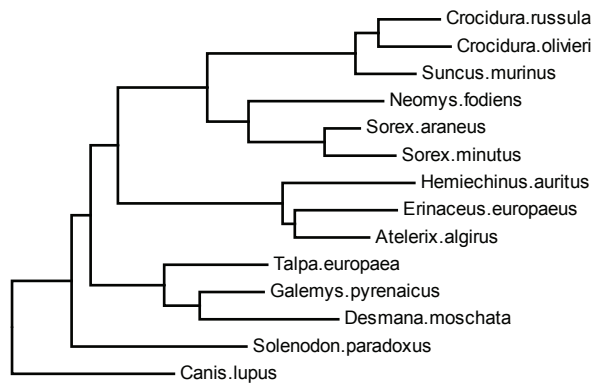 Crocidura.russula
Crocidura.olivieri
Suncus.murinus
Neomys.fodiens
Sorex.araneus
Sorex.minutus
Hemiechinus.auritus
Erinaceus.europaeus
Atelerix.algirus
Talpa.europaea
Galemys.pyrenaicus
Desmana.moschata
Solenodon.paradoxus
Canis.lupus